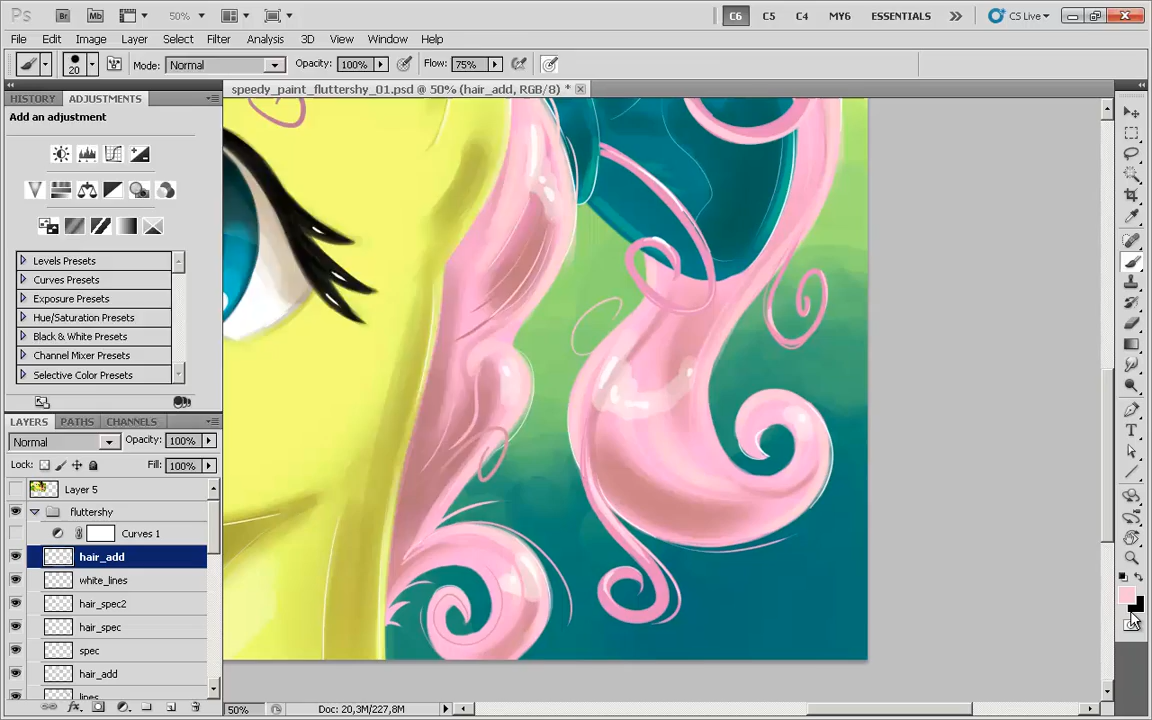 Ps Br Mb 50% C6 C5 C4 MY6 ESSENTIALS CS Live
File Edit Image Layer Select Filter Analysis 3D View Window Help
20 Mode: Normal Opacity: 100% Flow: 75%
speedy_paint_fluttershy_01.psd @ 50% (hair_add, RGB/8) *
HISTORY ADJUSTMENTS
Add an adjustment
Levels Presets
Curves Presets
Exposure Presets
Hue/Saturation Presets
Black & White Presets
Channel Mixer Presets
Selective Color Presets
LAYERS PATHS CHANNELS
Normal Opacity: 100%
Lock: Fill: 100%
Layer 5
fluttershy
Curves 1
hair_add
white_lines
hair_spec2
hair_spec
spec
hair_add
lines
50% Doc: 20,3M/227,8M